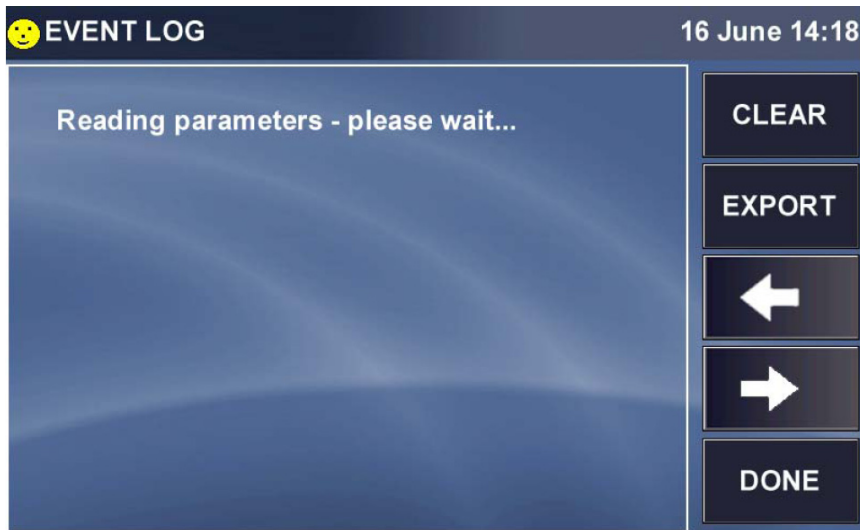 EVENT LOG
16 June 14:18
Reading parameters - please wait...
CLEAR
EXPORT
DONE